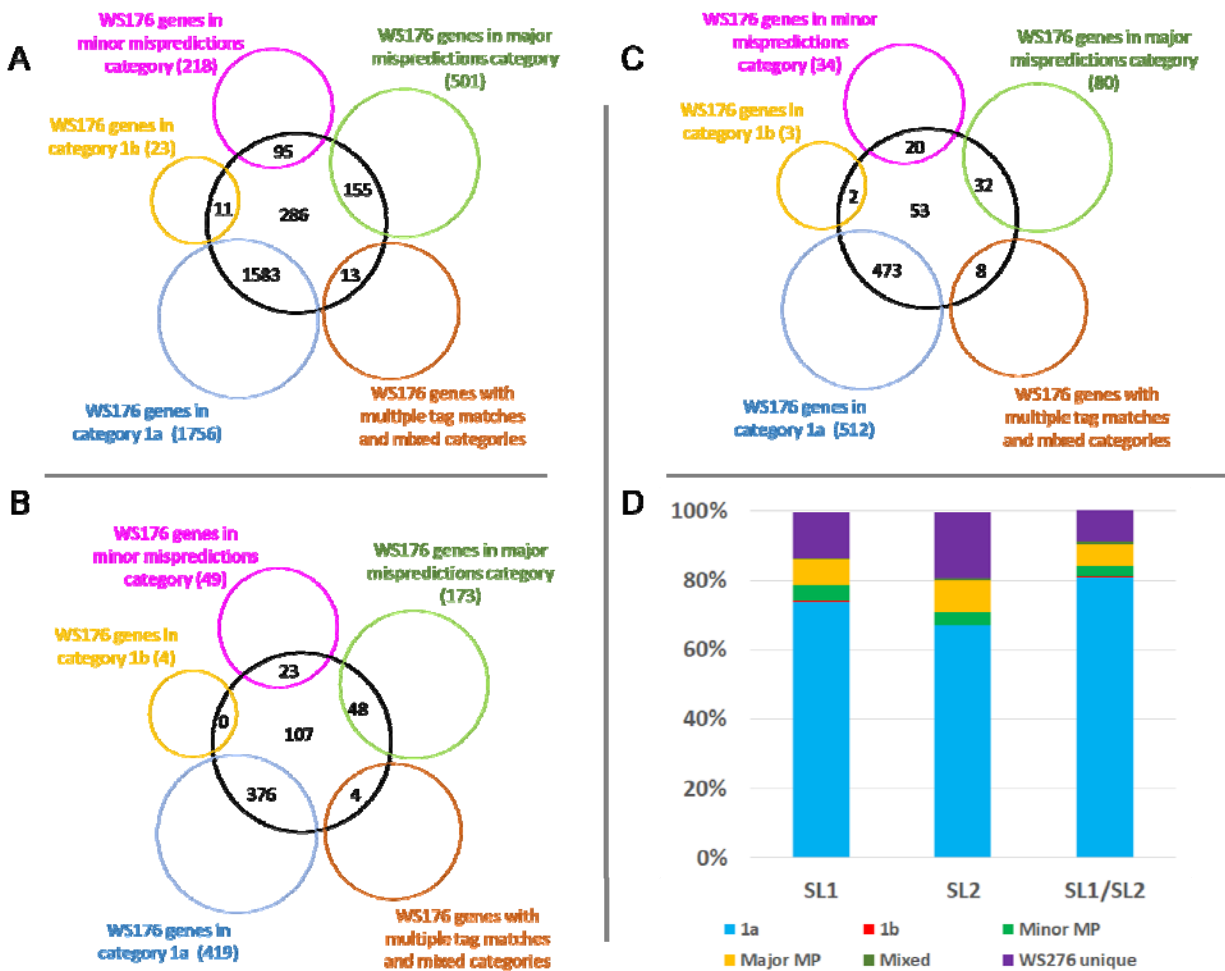 A
WS176 genes in
minor mispredictions
category (218)
WS176 genes in major
mispredictions category
(501)
WS176 genes in
category 1b (23)
95
155
11
286
1583
13
WS176 genes in
category 1a (1756)
WS176 genes with
multiple tag matches
and mixed categories
B
WS176 genes in
minor mispredictions
category (49)
WS176 genes in major
mispredictions category
(173)
WS176 genes in
category 1b (4)
23
48
0
107
376
4
WS176 genes in
category 1a (419)
WS176 genes with
multiple tag matches
and mixed categories
C
WS176 genes in minor
mispredictions
category (34)
WS176 genes in major
mispredictions category
(80)
WS176 genes in
category 1b (3)
20
32
2
53
473
8
WS176 genes in
category 1a (512)
WS176 genes with
multiple tag matches
and mixed categories
D
100%
80%
60%
40%
20%
0%
SL1 SL2 SL1/SL2
1a 1b Minor MP
Major MP Mixed WS276 unique